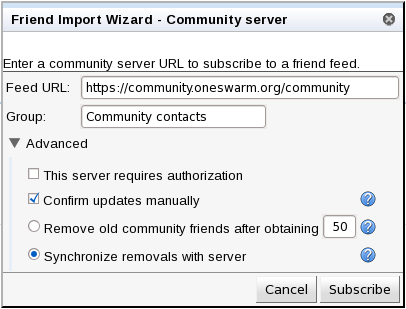 Friend Import Wizard - Community server
Enter a community server URL to subscribe to a friend feed.
Feed URL: https://community.oneswarm.org/community
Group: Community contacts
Advanced
This server requires authorization
Confirm updates manually ?
Remove old community friends after obtaining 50 ?
Synchronize removals with server ?
Cancel Subscribe